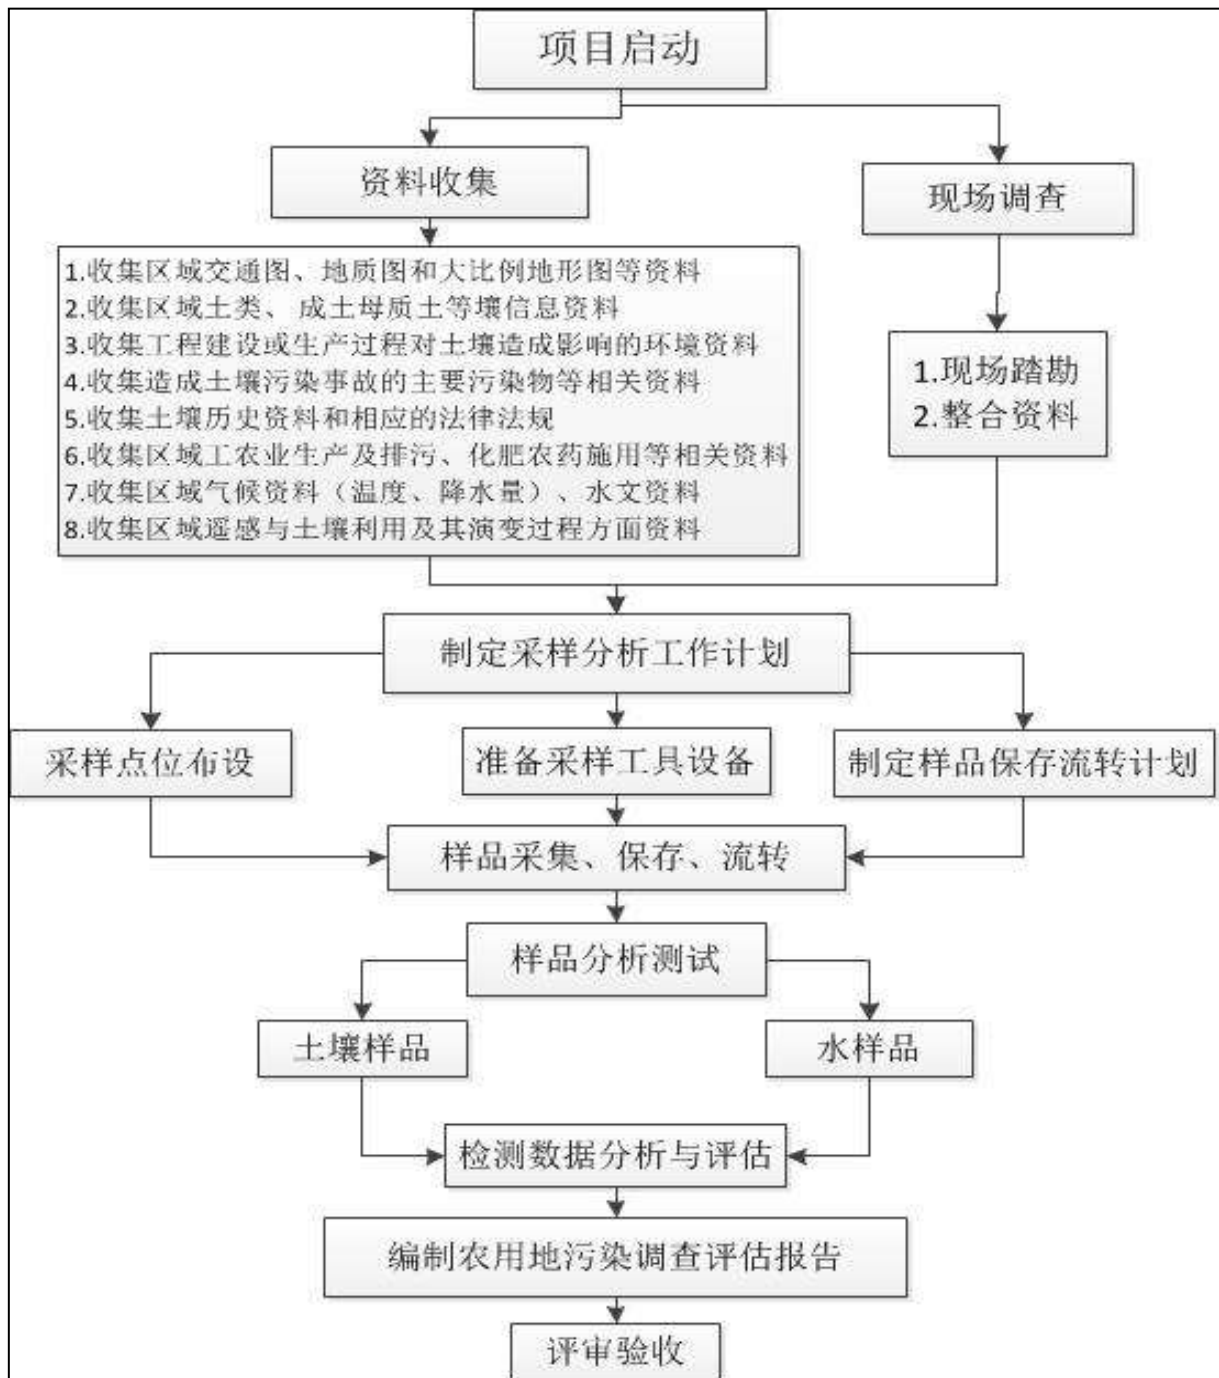 项目启动
资料收集
现场调查
1.收集区域交通图、地质图和大比例地形图等资料
2.收集区域土类、 成土母质土等壤信息资料
3.收集工程建设或生产过程对土壤造成影响的环境资料
4.收集造成土壤污染事故的主要污染物等相关资料
5.收集土壤历史资料和相应的法律法规
6.收集区域工农业生产及排污、化肥农药施用等相关资料
7.收集区域气候资料（温度、降水量）、水文资料
8.收集区域遥感与土壤利用及其演变过程方面资料
1.现场踏勘
2.整合资料
制定采样分析工作计划
采样点位布设
准备采样工具设备
制定样品保存流转计划
样品采集、保存、流转
样品分析测试
土壤样品
水样品
检测数据分析与评估
编制农用地污染调查评估报告
评审验收